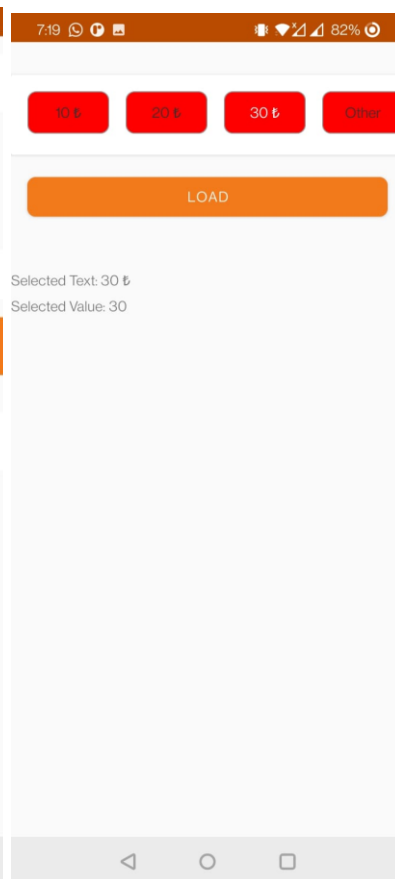 7:19 82%
10 ₺ 20 ₺ 30 ₺ Other
LOAD
Selected Text: 30 ₺
Selected Value: 30